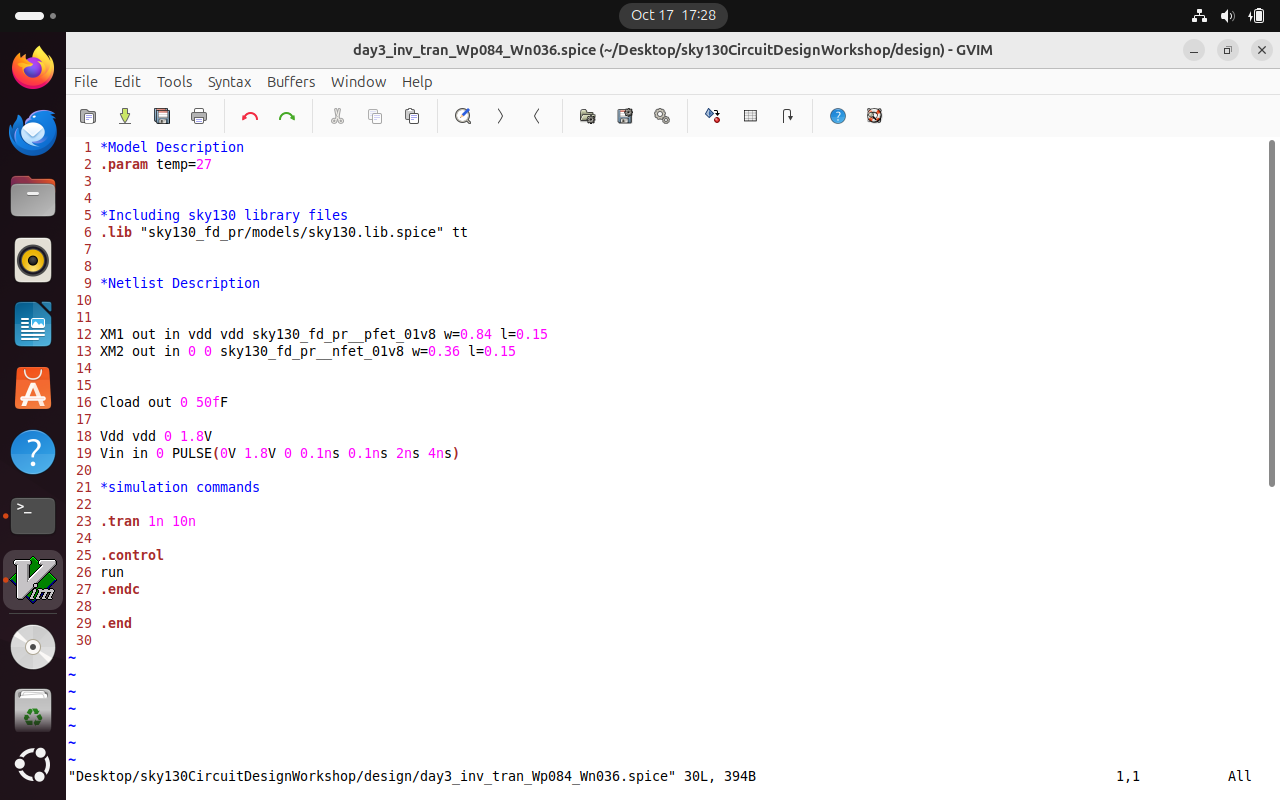 Oct 17 17:28
day3_inv_tran_Wp084_Wn036.spice (~/Desktop/sky130CircuitDesignWorkshop/design) - GVIM
File Edit Tools Syntax Buffers Window Help
1 *Model Description
2 .param temp=27
3
4
5 *Including sky130 library files
6 .lib "sky130_fd_pr/models/sky130.lib.spice" tt
7
8
9 *Netlist Description
10
11
12 XM1 out in vdd vdd sky130_fd_pr__pfet_01v8 w=0.84 l=0.15
13 XM2 out in 0 0 sky130_fd_pr__nfet_01v8 w=0.36 l=0.15
14
15
16 Cload out 0 50fF
17
18 Vdd vdd 0 1.8V
19 Vin in 0 PULSE(0V 1.8V 0 0.1ns 0.1ns 2ns 4ns)
20
21 *simulation commands
22
23 .tran 1n 10n
24
25 .control
26 run
27 .endc
28
29 .end
30
~
~
~
~
~
~
~
"Desktop/sky130CircuitDesignWorkshop/design/day3_inv_tran_Wp084_Wn036.spice" 30L, 394B 1,1 All